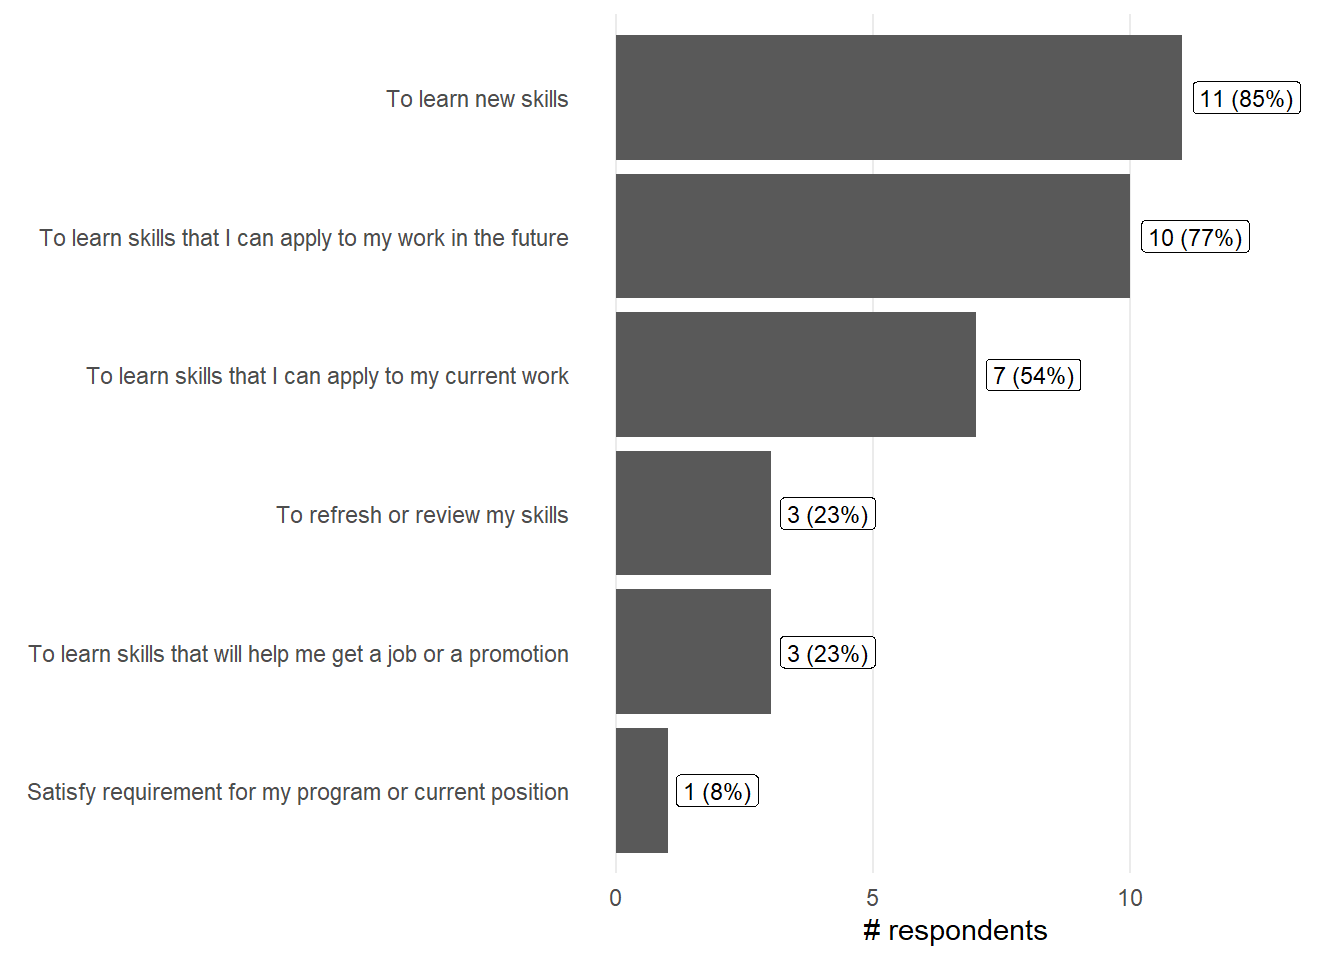 To learn new skills
11 (85%)
To learn skills that I can apply to my work in the future
10 (77%)
To learn skills that I can apply to my current work
7 (54%)
To refresh or review my skills
3 (23%)
To learn skills that will help me get a job or a promotion
3 (23%)
Satisfy requirement for my program or current position
1 (8%)
0 5 10
# respondents